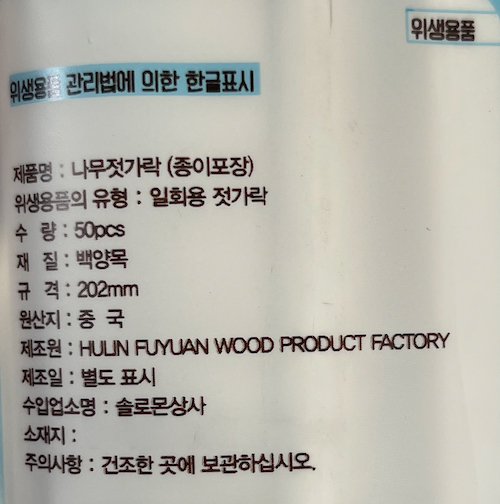 위생용품
위생용품 관리법에 의한 한글표시
제품명 : 나무젓가락 (종이포장)
위생용품의 유형 : 일회용 젓가락
수 량 : 50pcs
재 질 : 백양목
규 격 : 202mm
원산지 : 중 국
제조원 : HULIN FUYUAN WOOD PRODUCT FACTORY
제조일 : 별도 표시
수입업소명 : 솔로몬상사
소재지 :
주의사항 : 건조한 곳에 보관하십시오.